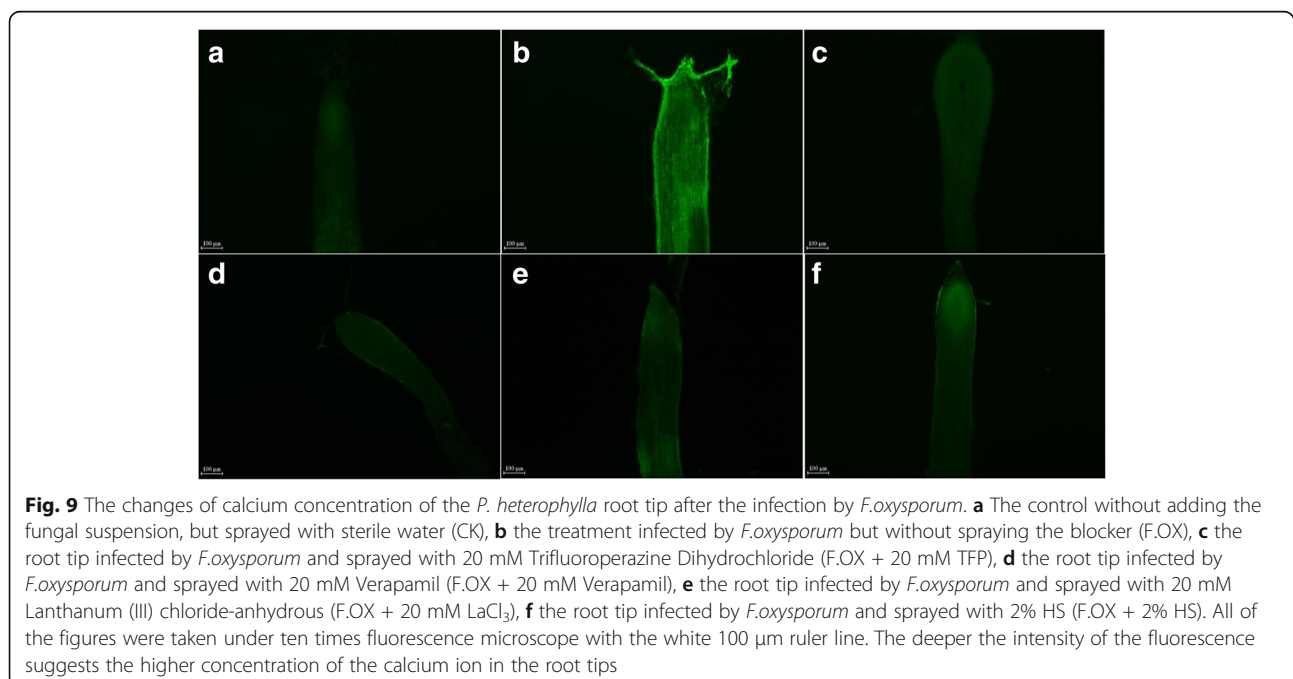 a
b
c
100 μm
100 μm
100 μm
d
e
f
100 μm
100 μm
100 μm
Fig. 9 The changes of calcium concentration of the P. heterophylla root tip after the infection by F.oxysporum. a The control without adding the
fungal suspension, but sprayed with sterile water (CK), b the treatment infected by F.oxysporum but without spraying the blocker (F.OX), c the
root tip infected by F.oxysporum and sprayed with 20 mM Trifluoroperazine Dihydrochloride (F.OX + 20 mM TFP), d the root tip infected by
F.oxysporum and sprayed with 20 mM Verapamil (F.OX + 20 mM Verapamil), e the root tip infected by F.oxysporum and sprayed with 20 mM
Lanthanum (III) chloride-anhydrous (F.OX + 20 mM LaCl₃), f the root tip infected by F.oxysporum and sprayed with 2% HS (F.OX + 2% HS). All of
the figures were taken under ten times fluorescence microscope with the white 100 μm ruler line. The deeper the intensity of the fluorescence
suggests the higher concentration of the calcium ion in the root tips